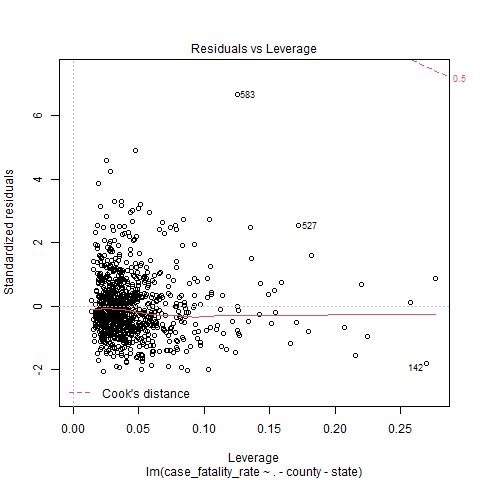 Residuals vs Leverage
0.5
583
6
4
Standardized residuals
527
2
0
142
-2
Cook's distance
0.00 0.05 0.10 0.15 0.20 0.25
Leverage
lm(case_fatality_rate ~ . - county - state)